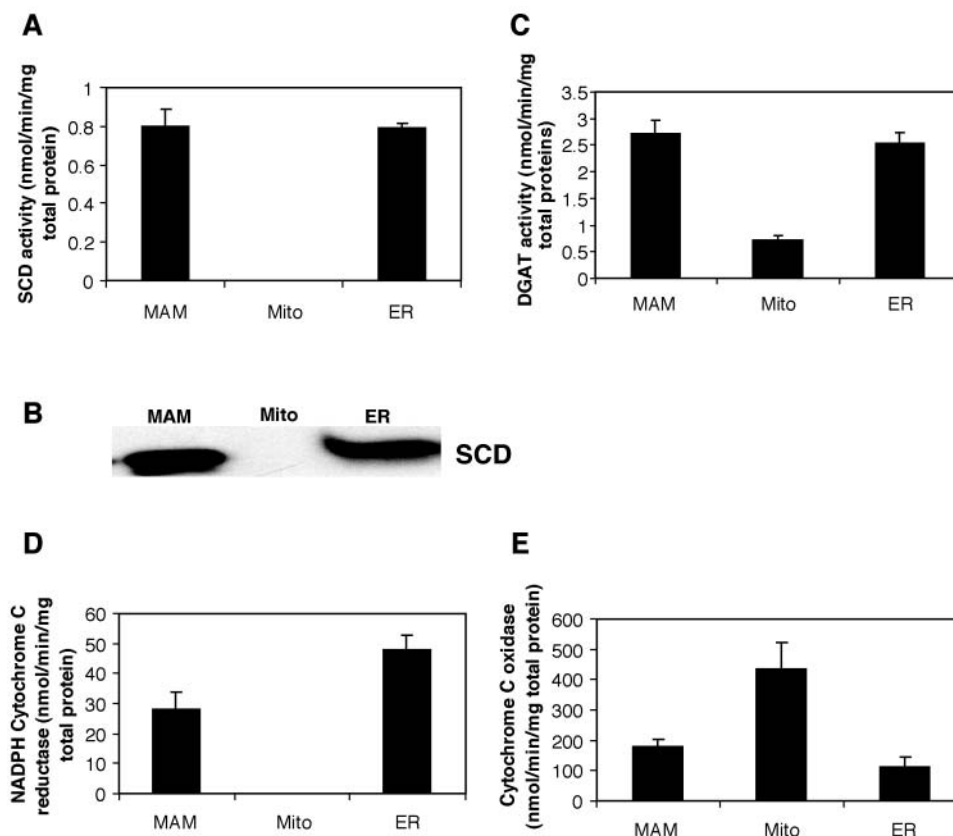 A
SCD activity (nmol/min/mg
total protein)
1
0.8
0.6
0.4
0.2
0
MAM Mito ER
C
DGAT activity (nmol/min/mg
total proteins)
3.5
3
2.5
2
1.5
1
0.5
0
MAM Mito ER
B
MAM Mito ER
SCD
D
NADPH Cytochrome C
reductase (nmol/min/mg
total protein)
60
50
40
30
20
10
0
MAM Mito ER
E
Cytochrome C oxidase
(nmol/min/mg total protein)
600
500
400
300
200
100
0
MAM Mito ER